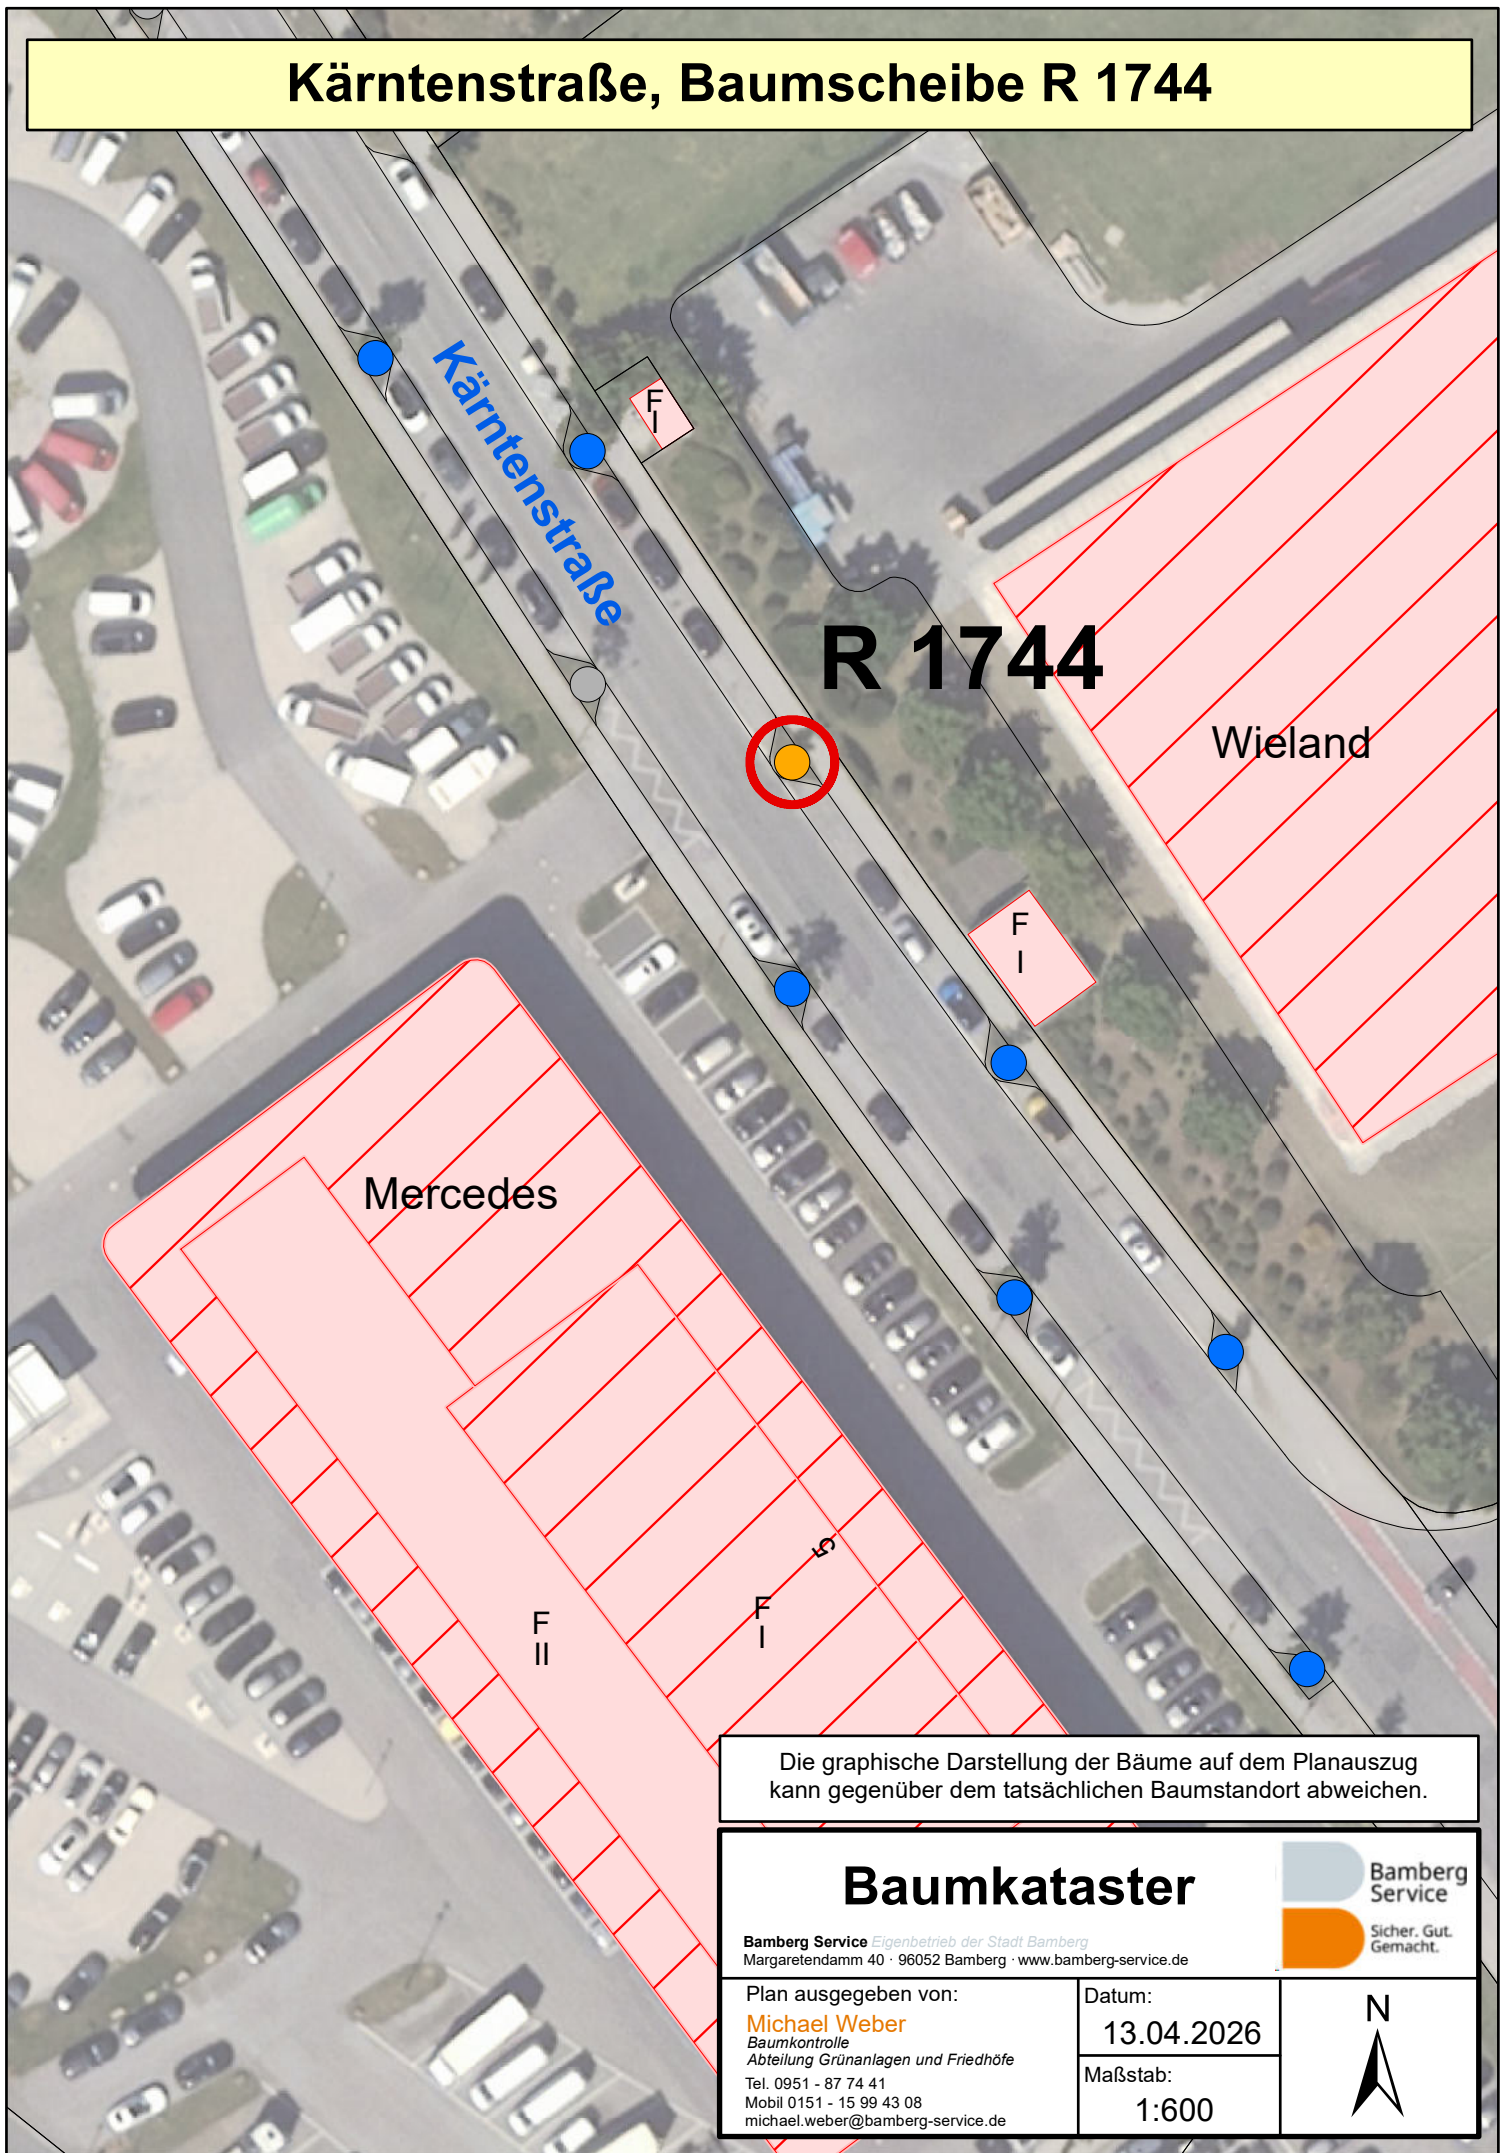 Kärntenstraße, Baumscheibe R 1744
Kärntenstraße
F
I
R 1744
Wieland
F
I
Mercedes
F
II
F
I
Die graphische Darstellung der Bäume auf dem Planauszug
kann gegenüber dem tatsächlichen Baumstandort abweichen.
Baumkataster
Bamberg
Service
Sicher. Gut.
Gemacht.
Bamberg Service Eigenbetrieb der Stadt Bamberg
Margaretendamm 40 · 96052 Bamberg · www.bamberg-service.de
Plan ausgegeben von:
Michael Weber
Baumkontrolle
Abteilung Grünanlagen und Friedhöfe
Tel. 0951 - 87 74 41
Mobil 0151 - 15 99 43 08
michael.weber@bamberg-service.de
Datum:
13.04.2026
Maßstab:
1:600
N